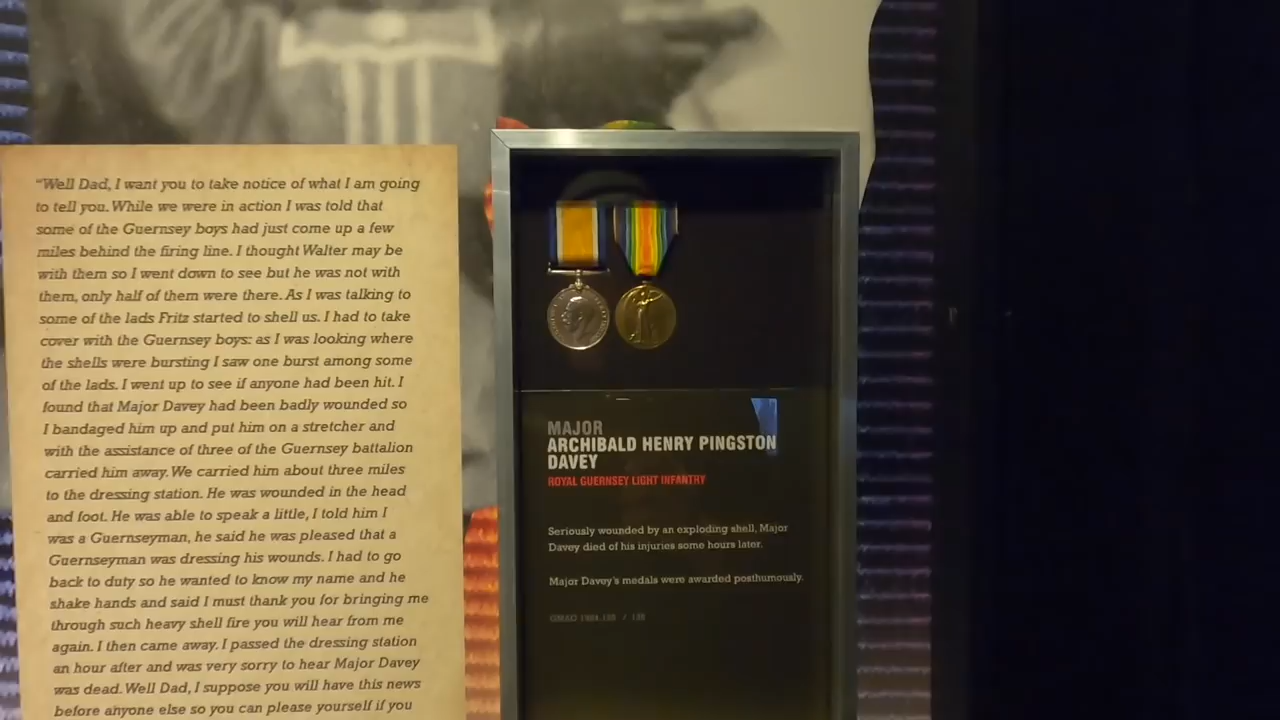 "Well Dad, I want you to take notice of what I am going
to tell you. While we were in action I was told that
some of the Guernsey boys had just come up a few
miles behind the firing line. I thought Walter may be
with them so I went down to see but he was not with
them, only half of them were there. As I was talking to
some of the lads Fritz started to shell us. I had to take
cover with the Guernsey boys: as I was looking where
the shells were bursting I saw one burst among some
of the lads. I went up to see if anyone had been hit. I
found that Major Davey had been badly wounded so
I bandaged him up and put him on a stretcher and
with the assistance of three of the Guernsey battalion
carried him away. We carried him about three miles
to the dressing station. He was wounded in the head
and foot. He was able to speak a little, I told him I
was a Guernseyman, he said he was pleased that a
Guernseyman was dressing his wounds. I had to go
back to duty so he wanted to know my name and he
shake hands and said I must thank you for bringing me
through such heavy shell fire you will hear from me
again. I then came away. I passed the dressing station
an hour after and was very sorry to hear Major Davey
was dead. Well Dad, I suppose you will have this news
before anyone else so you can please yourself if you
MAJOR
ARCHIBALD HENRY PINGSTON
DAVEY
ROYAL GUERNSEY LIGHT INFANTRY
Seriously wounded by an exploding shell, Major
Davey died of his injuries some hours later.
Major Davey's medals were awarded posthumously.